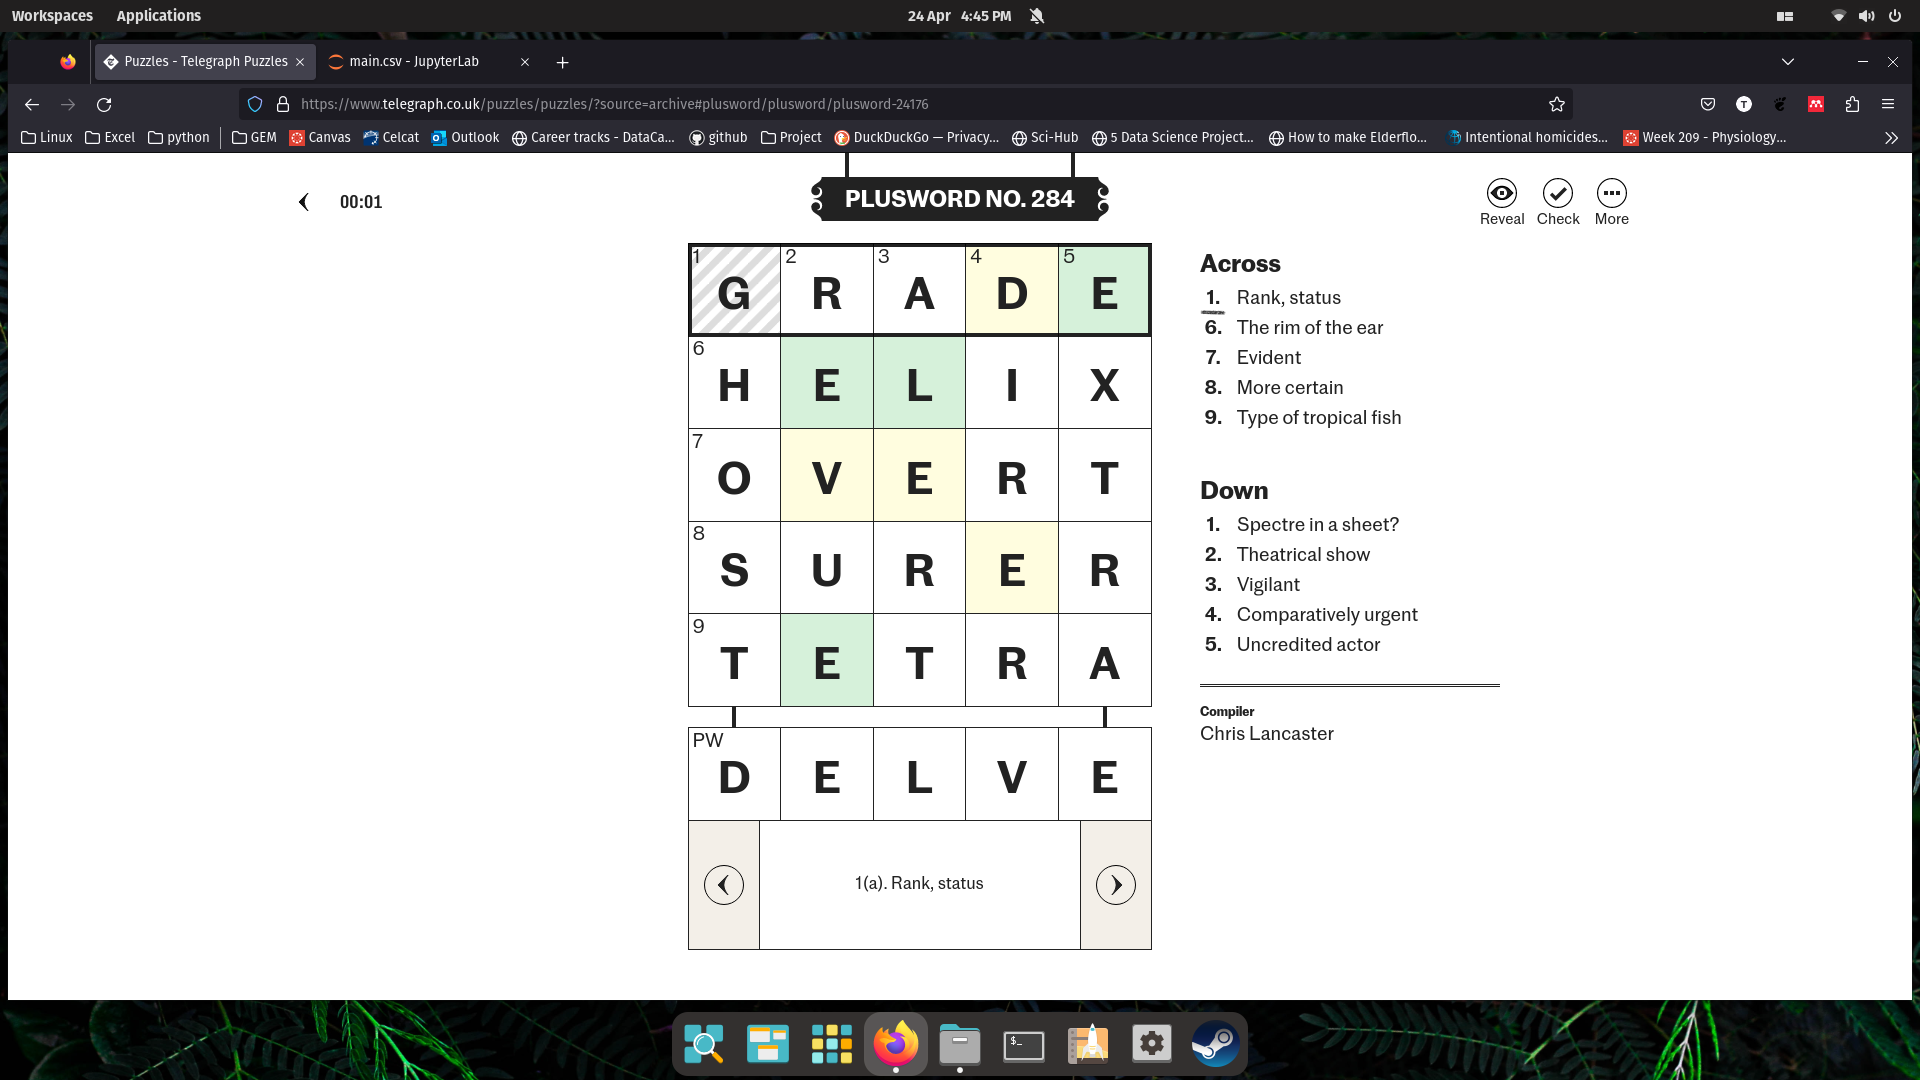 Workspaces Applications 24 Apr 4:45 PM
Puzzles - Telegraph Puzzles main.csv - JupyterLab
https://www.telegraph.co.uk/puzzles/puzzles/?source=archive#plusword/plusword/plusword-24176
Linux Excel python GEM Canvas Celcat Outlook Career tracks - DataCa... github Project DuckDuckGo — Privacy... Sci-Hub 5 Data Science Project... How to make Elderflo... Intentional homicides... Week 209 - Physiology...
00:01
PLUSWORD NO. 284
Reveal Check More
1 G 2 R 3 A 4 D 5 E
6 H E L I X
7 O V E R T
8 S U R E R
9 T E T R A
PW D E L V E
1(a). Rank, status
Across
1. Rank, status
6. The rim of the ear
7. Evident
8. More certain
9. Type of tropical fish
Down
1. Spectre in a sheet?
2. Theatrical show
3. Vigilant
4. Comparatively urgent
5. Uncredited actor
Compiler
Chris Lancaster